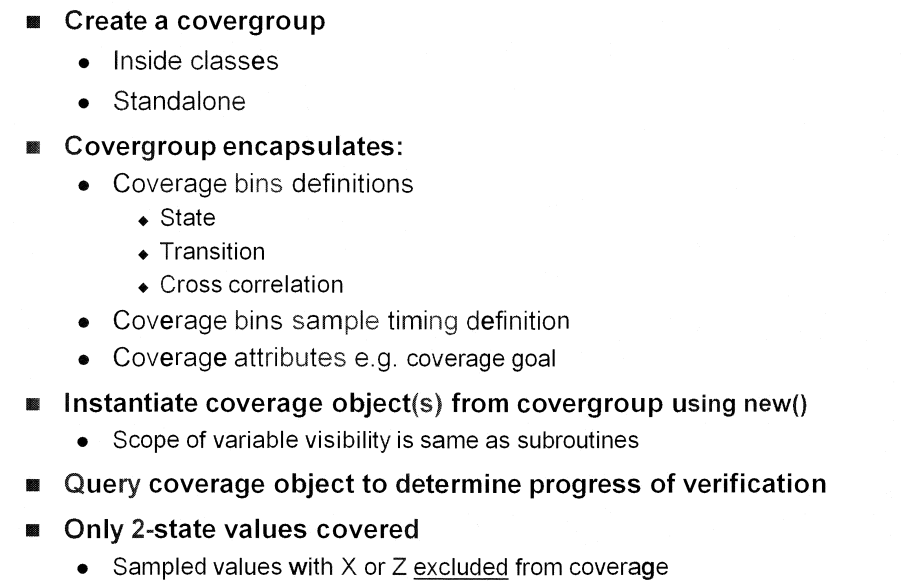 Create a covergroup
Inside classes
Standalone
Covergroup encapsulates:
Coverage bins definitions
State
Transition
Cross correlation
Coverage bins sample timing definition
Coverage attributes e.g. coverage goal
Instantiate coverage object(s) from covergroup using new()
Scope of variable visibility is same as subroutines
Query coverage object to determine progress of verification
Only 2-state values covered
Sampled values with X or Z excluded from coverage